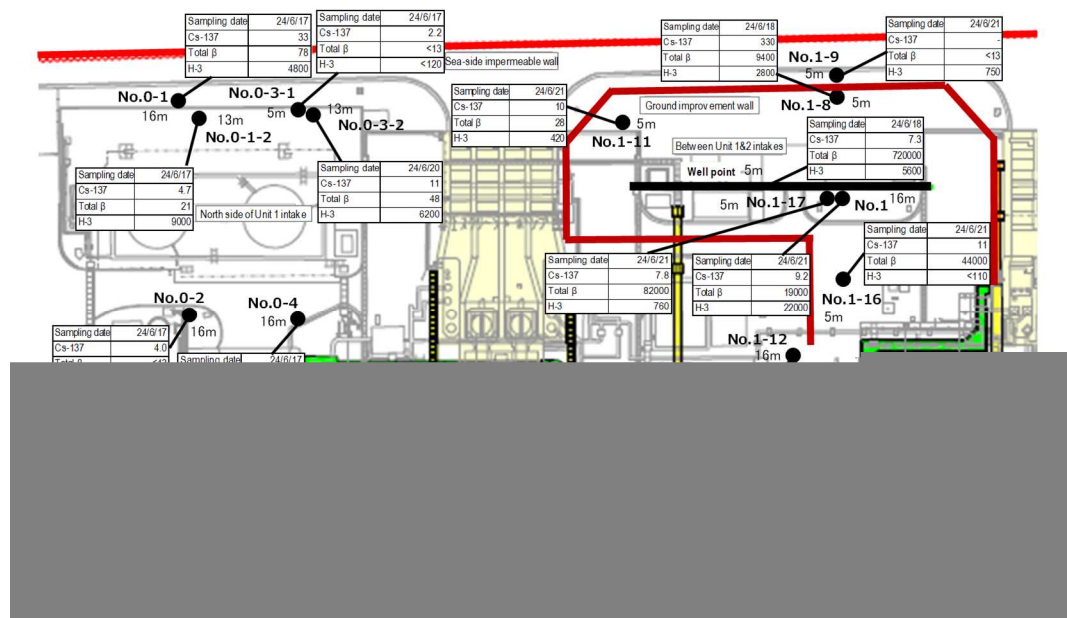 Sampling date 24/6/17
Cs-137 33
Total β 78
H-3 4800
Sampling date 24/6/17
Cs-137 2.2
Total β <13
H-3 <120
Sea-side impermeable wall
Sampling date 24/6/18
Cs-137 330
Total β 9400
H-3 2800
Sampling date 24/6/21
Cs-137 -
Total β <13
H-3 750
No.1-9
5m
No.1-8
5m
No.0-1
16m
No.0-3-1
5m
13m
No.0-1-2
13m
No.0-3-2
Sampling date 24/6/21
Cs-137 10
Total β 28
H-3 420
No.1-11
5m
Ground improvement wall
Between Unit 1&2 intakes
Well point 5m
Sampling date 24/6/18
Cs-137 7.3
Total β 720000
H-3 5600
Sampling date 24/6/17
Cs-137 4.7
Total β 21
H-3 9000
North side of Unit 1 intake
Sampling date 24/6/20
Cs-137 11
Total β 48
H-3 6200
5m
No.1-17
No.1
16m
Sampling date 24/6/21
Cs-137 7.8
Total β 82000
H-3 760
Sampling date 24/6/21
Cs-137 9.2
Total β 19000
H-3 22000
Sampling date 24/6/21
Cs-137 11
Total β 44000
H-3 <110
No.1-16
5m
No.0-2
16m
No.0-4
16m
No.1-12
16m
Sampling date 24/6/17
Cs-137 4.0
Sampling date 24/6/17